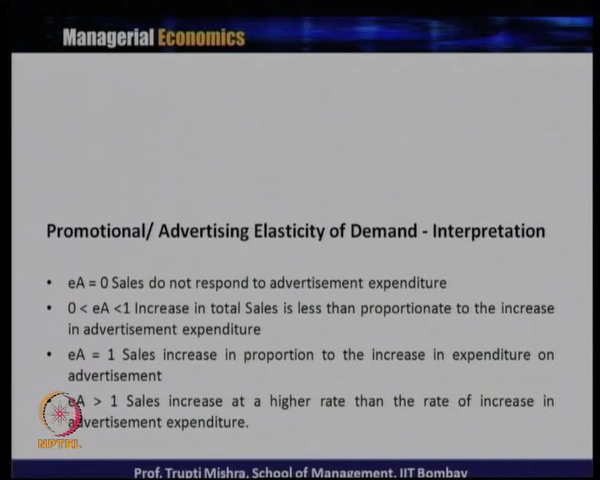 Managerial Economics
Promotional/ Advertising Elasticity of Demand - Interpretation
• eA = 0 Sales do not respond to advertisement expenditure
• 0 < eA <1 Increase in total Sales is less than proportionate to the increase
in advertisement expenditure
• eA = 1 Sales increase in proportion to the increase in expenditure on
advertisement
• eA > 1 Sales increase at a higher rate than the rate of increase in
advertisement expenditure.
NPTEL
Prof. Trupti Mishra, School of Management, IIT Bombay